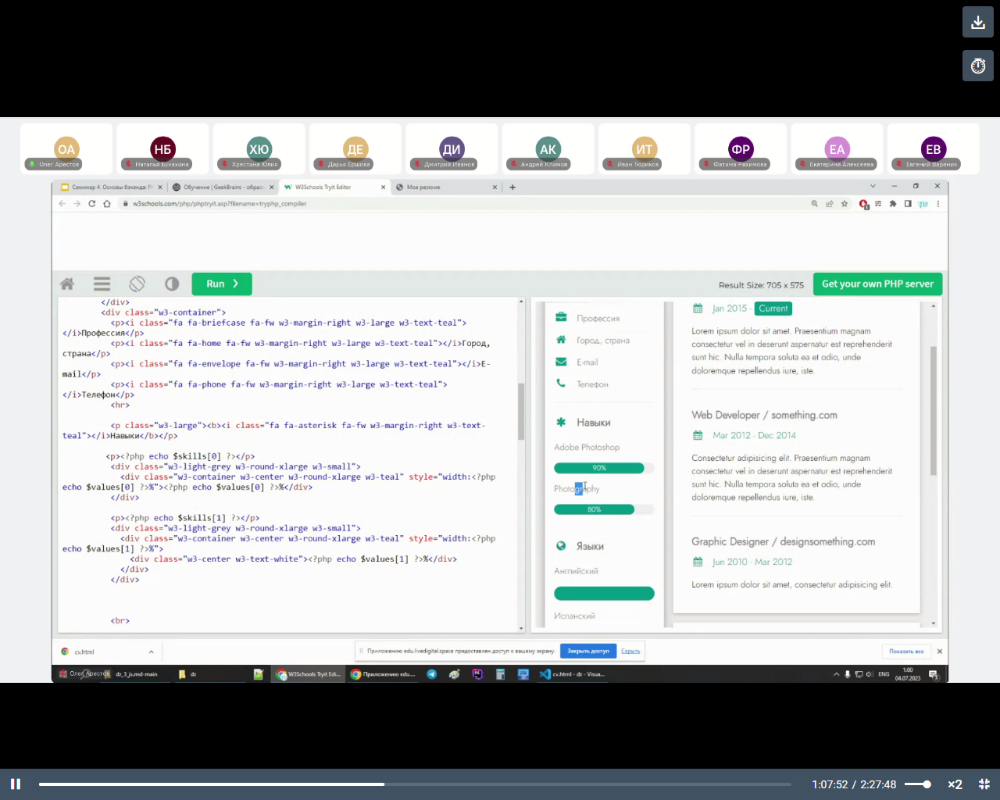 ОА
НБ
ХЮ
ДЕ
ДИ
АК
ИТ
ФР
ЕА
ЕВ
Олег Арестов
Наталья Букахина
Хрестина Юлия
Дарья Ершова
Дмитрий Иванов
Андрей Климов
Иван Тюриков
Фатима Рахимова
Екатерина Алексеева
Евгений Вареник
Семинар 4. Основы бэкенда: PH
Обучение | GeekBrains - образо
W3Schools Tryit Editor
Мое резюме
w3schools.com/php/phptryit.asp?filename=tryphp_compiler
Run
Result Size: 705 x 575
Get your own PHP server
</div>
<div class="w3-container">
<p><i class="fa fa-briefcase fa-fw w3-margin-right w3-large w3-text-teal">
</i>Профессия</p>
<p><i class="fa fa-home fa-fw w3-margin-right w3-large w3-text-teal"></i>Город,
страна</p>
<p><i class="fa fa-envelope fa-fw w3-margin-right w3-large w3-text-teal"></i>E-
mail</p>
<p><i class="fa fa-phone fa-fw w3-margin-right w3-large w3-text-teal">
</i>Телефон</p>
<hr>
<p class="w3-large"><b><i class="fa fa-asterisk fa-fw w3-margin-right w3-text-
teal"></i>Навыки</b></p>
<p><?php echo $skills[0] ?></p>
<div class="w3-light-grey w3-round-xlarge w3-small">
<div class="w3-container w3-center w3-round-xlarge w3-teal" style="width:<?php
echo $values[0] ?>%"><?php echo $values[0] ?>%</div>
</div>
<p><?php echo $skills[1] ?></p>
<div class="w3-light-grey w3-round-xlarge w3-small">
<div class="w3-container w3-center w3-round-xlarge w3-teal" style="width:<?php
echo $values[1] ?>%">
<div class="w3-center w3-text-white"><?php echo $values[1] ?>%</div>
</div>
</div>
<br>
Профессия
Город, страна
E-mail
Телефон
Навыки
Adobe Photoshop
90%
Photography
80%
Языки
Английский
Испанский
Jan 2015 - Current
Lorem ipsum dolor sit amet. Praesentium magnam
consectetur vel in deserunt aspernatur est reprehenderit
sunt hic. Nulla tempora soluta ea et odio, unde
doloremque repellendus iure, iste.
Web Developer / something.com
Mar 2012 - Dec 2014
Consectetur adipisicing elit. Praesentium magnam
consectetur vel in deserunt aspernatur est reprehenderit
sunt hic. Nulla tempora soluta ea et odio, unde
doloremque repellendus iure, iste.
Graphic Designer / designsomething.com
Jun 2010 - Mar 2012
Lorem ipsum dolor sit amet, consectetur adipisicing elit.
cv.html
Приложению edu.livedigital.space предоставлен доступ к вашему экрану.
Закрыть доступ
Скрыть
Показать все
Олег Арестов
dz_3_js.md-main
dz
W3Schools Tryit Edi...
Приложению edu....
cv.html - dz - Visua...
ENG
1:00
04.07.2023
1:07:52 / 2:27:48
×2